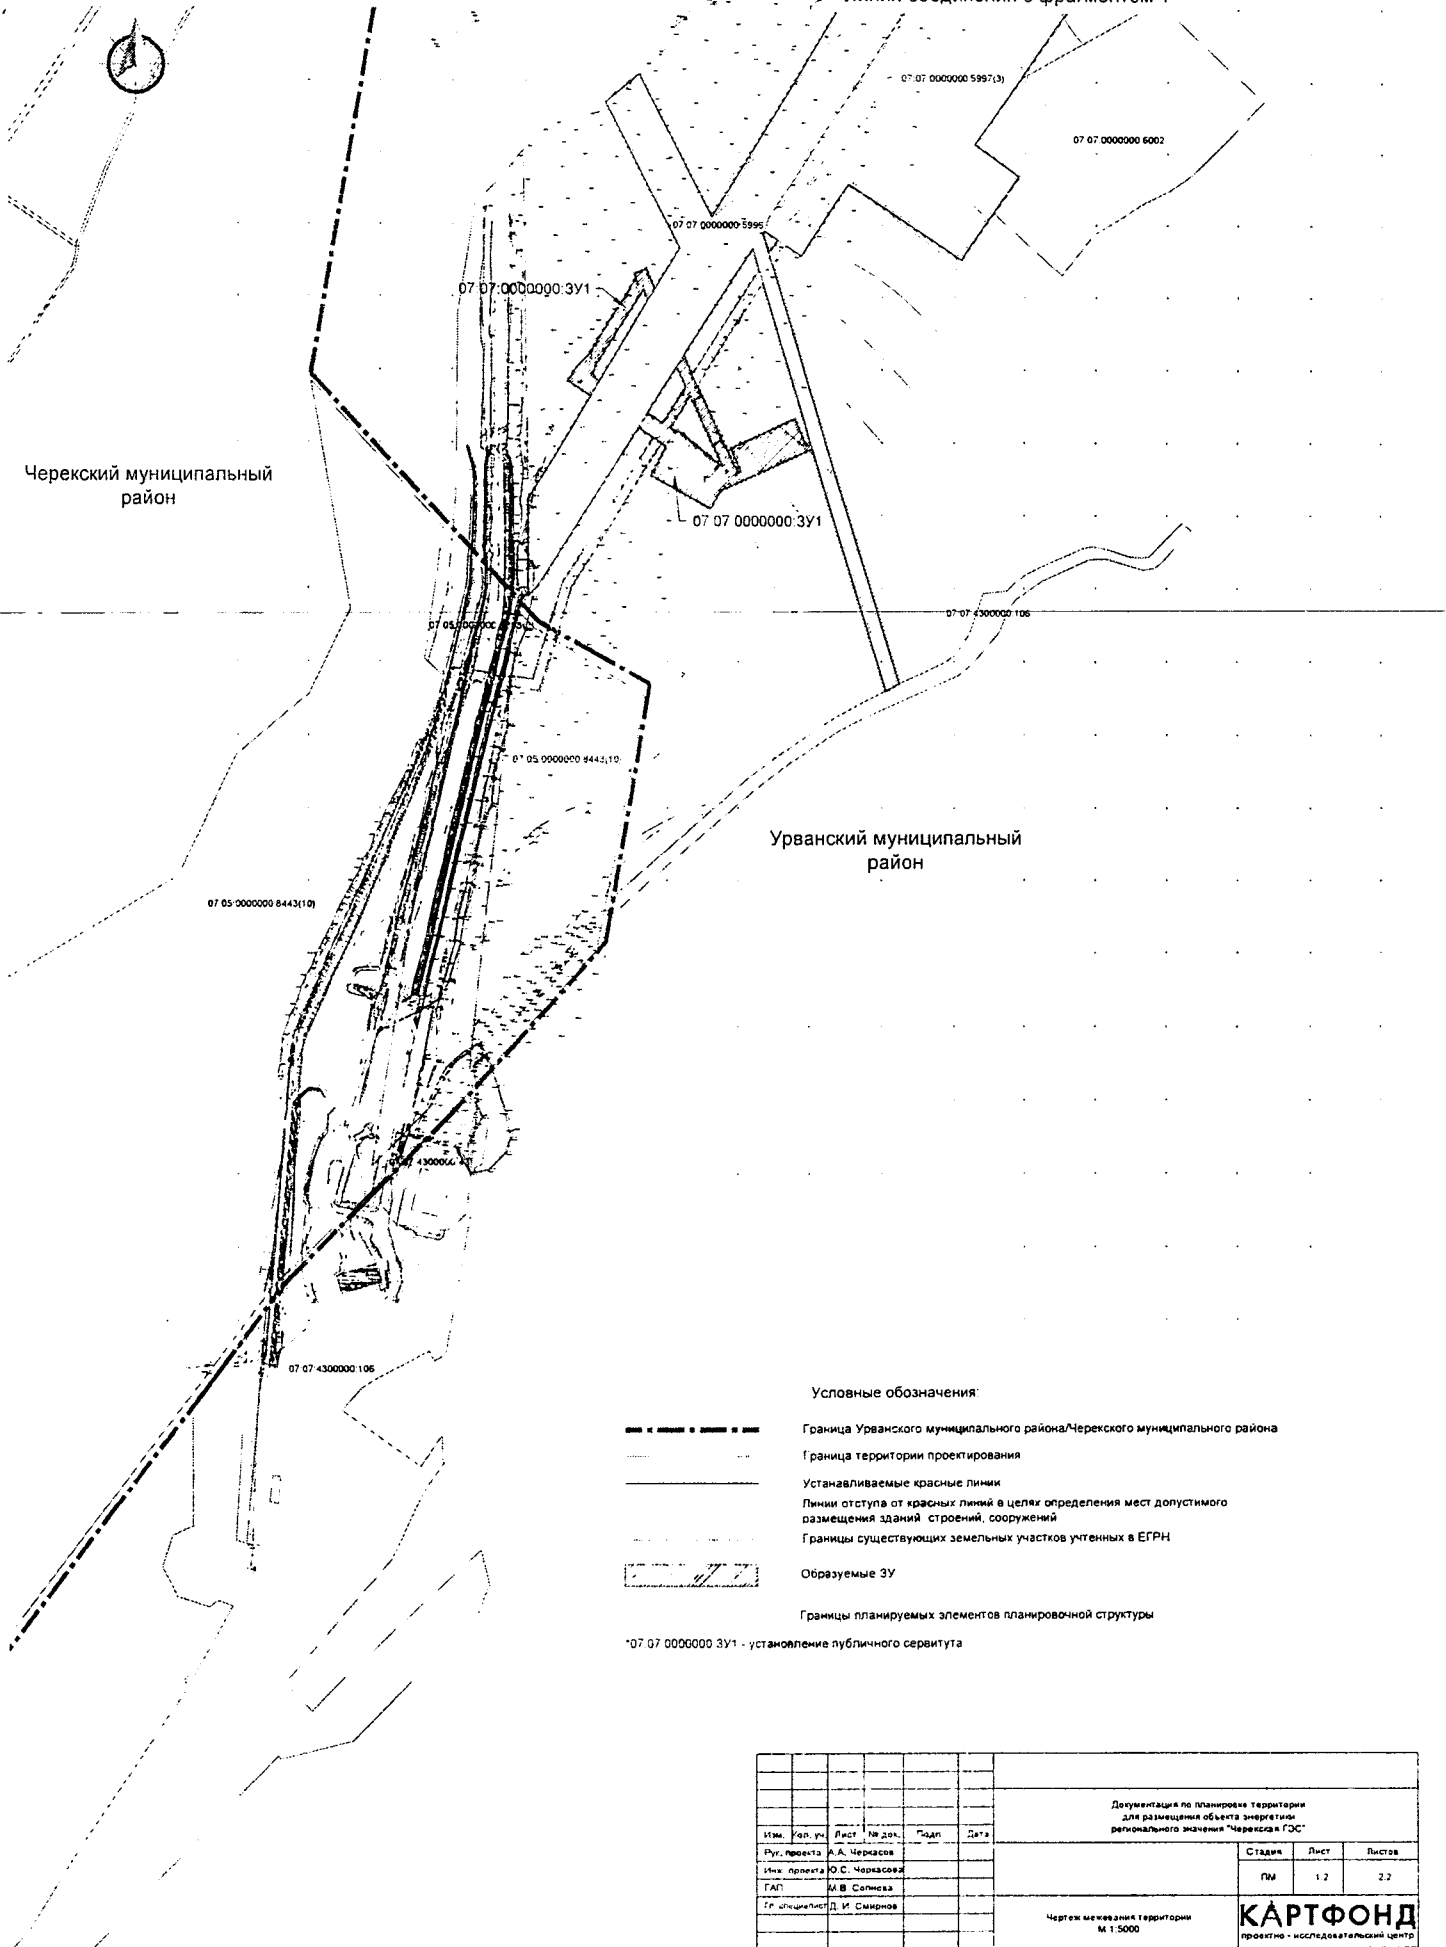 07:07:0000000:5997(3)
07:07:0000000:6002
07:07:0000000:5995
07:07:0000000:ЗУ1
Черекский муниципальный
район
07:07:0000000:ЗУ1
07:07:4300000:106
07:05:0000000:8443(10)
Урванский муниципальный
район
07:05:0000000:8443(10)
07:07:4300000:106
Условные обозначения:
Граница Урванского муниципального района/Черекского муниципального района
Граница территории проектирования
Устанавливаемые красные линии
Линии отступа от красных линий в целях определения мест допустимого
размещения зданий строений, сооружений
Границы существующих земельных участков учтенных в ЕГРН
Образуемые ЗУ
Границы планируемых элементов планировочной структуры
*07:07:0000000:ЗУ1 - установление публичного сервитута
Документация по планировке территории
для размещения объекта энергетики
регионального значения "Черекская ГЭС"
Изм. Кол. уч. Лист № док. Подп. Дата
Рук. проекта А.А. Черкасов
Стадия Лист Листов
Инж. проекта Ю.С. Черкасова
ПМ 1.2 2.2
ГАП М.В.
Гл. специалист Д. И. Смирнов
Чертеж межевания территории
М 1:5000
КАРТФОНД
проектно - исследовательский центр